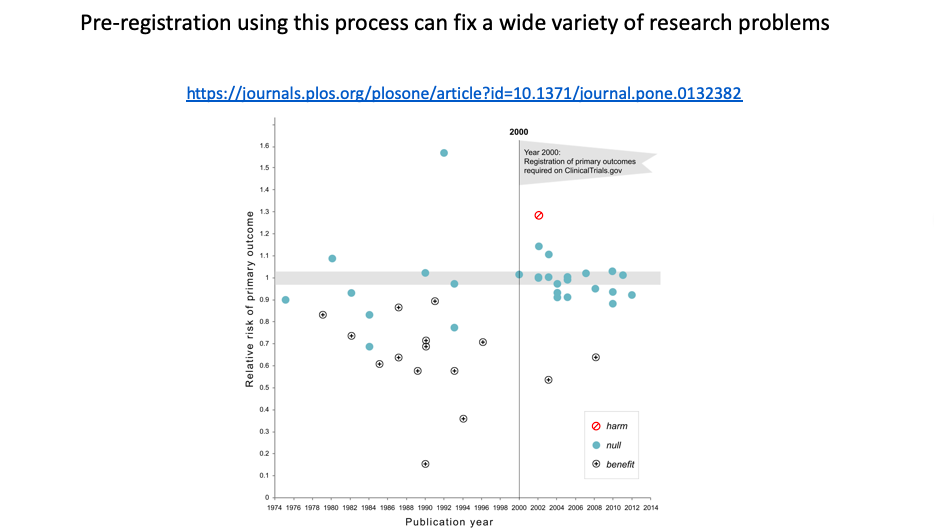 Pre-registration using this process can fix a wide variety of research problems
https://journals.plos.org/plosone/article?id=10.1371/journal.pone.0132382
2000
Year 2000:
Registration of primary outcomes
required on ClinicalTrials.gov
Relative risk of primary outcome
1.6
1.5
1.4
1.3
1.2
1.1
1
0.9
0.8
0.7
0.6
0.5
0.4
0.3
0.2
0.1
0
harm
null
benefit
1974 1976 1978 1980 1982 1984 1986 1988 1990 1992 1994 1996 1998 2000 2002 2004 2006 2008 2010 2012 2014
Publication year